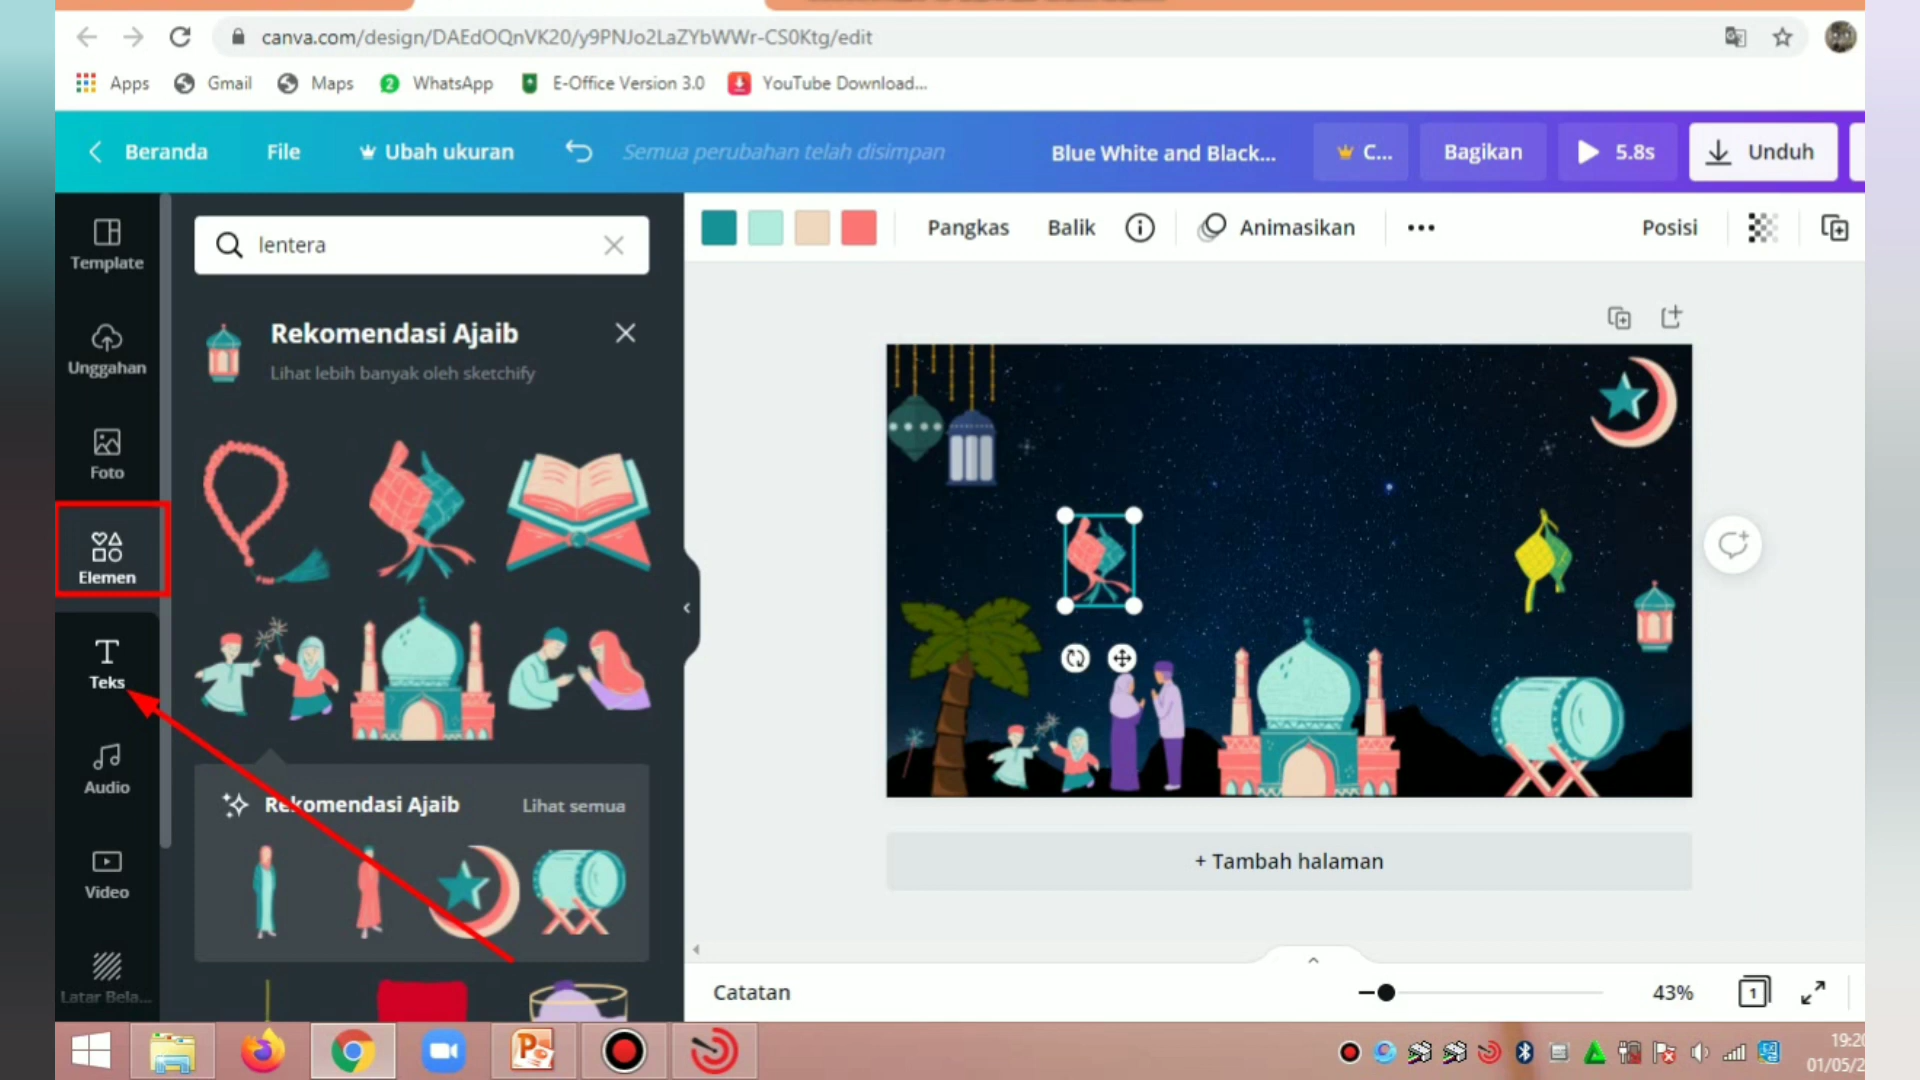 canva.com/design/DAEdOQnVK20/y9PNJo2LaZYbWWr-CS0Ktg/edit
Apps Gmail Maps WhatsApp E-Office Version 3.0 YouTube Download...
Beranda File Ubah ukuran Semua perubahan telah disimpan Blue White and Black... C... Bagikan 5.8s Unduh
Template
Unggahan
Foto
Elemen
Teks
Audio
Video
Latar Bela...
lentera
Rekomendasi Ajaib
Lihat lebih banyak oleh sketchify
Rekomendasi Ajaib Lihat semua
Pangkas Balik Animasikan Posisi
+ Tambah halaman
Catatan 43% 1